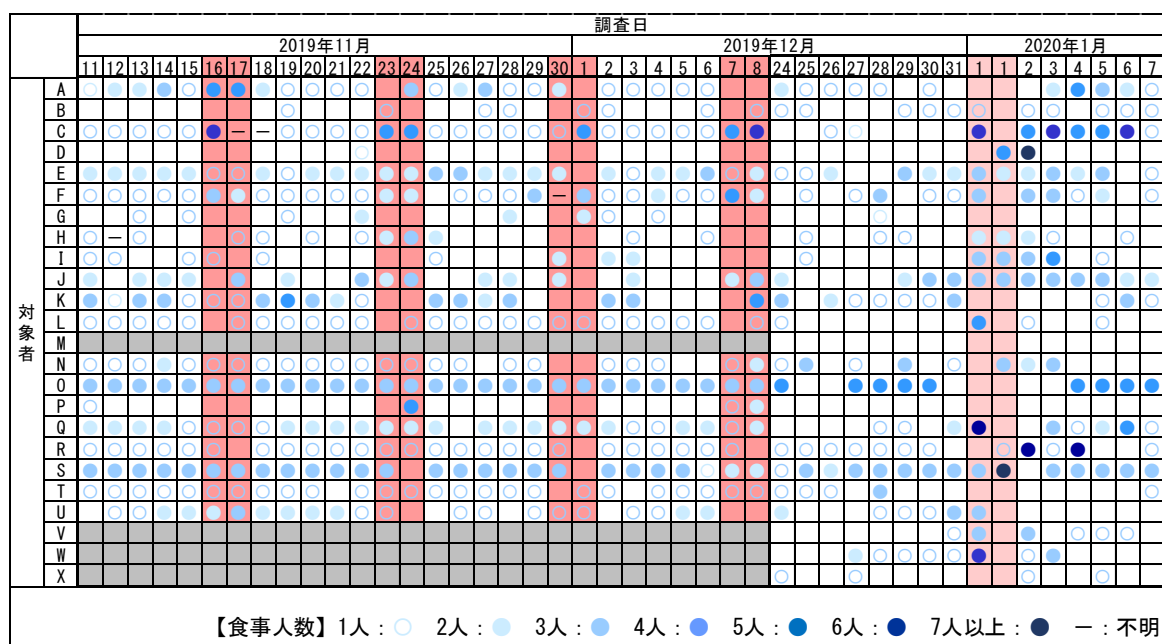 調査日
2019年11月 2019年12月 2020年1月
11 12 13 14 15 16 17 18 19 20 21 22 23 24 25 26 27 28 29 30 1 2 3 4 5 6 7 8 24 25 26 27 28 29 30 31 1 1 2 3 4 5 6 7
対象者
A
B
C － －
D
E
F －
G
H －
I
J
K
L
M
N
O
P
Q
R
S
T
U
V
W
X
【食事人数】 1人： 2人： 3人： 4人： 5人： 6人： 7人以上： －：不明